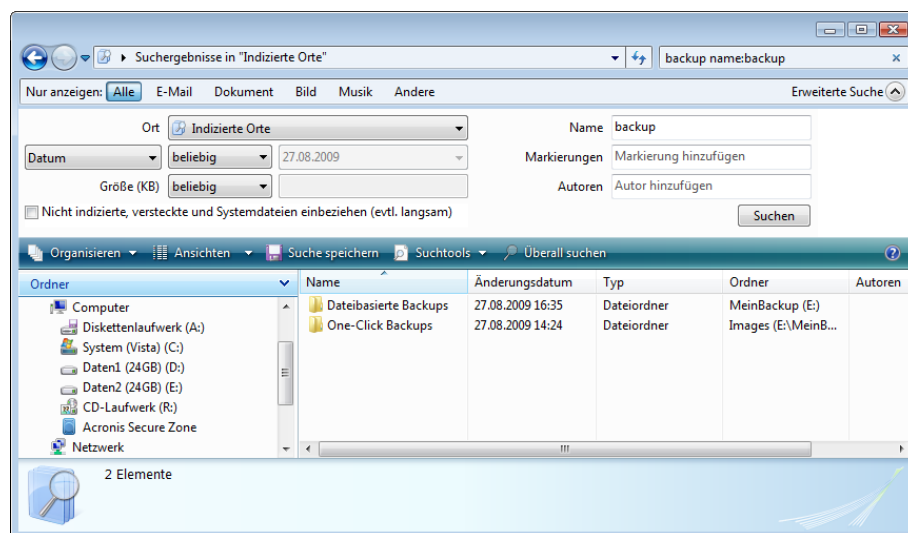 Suchergebnisse in "Indizierte Orte"
backup name:backup
Nur anzeigen: Alle E-Mail Dokument Bild Musik Andere Erweiterte Suche
Ort Indizierte Orte Name backup
Datum beliebig 27.08.2009 Markierungen Markierung hinzufügen
Größe (KB) beliebig Autoren Autor hinzufügen
Nicht indizierte, versteckte und Systemdateien einbeziehen (evtl. langsam) Suchen
Organisieren Ansichten Suche speichern Suchtools Überall suchen
Ordner Name Änderungsdatum Typ Ordner Autoren
Computer Dateibasierte Backups 27.08.2009 16:35 Dateiordner MeinBackup (E:)
Diskettenlaufwerk (A:) One-Click Backups 27.08.2009 14:24 Dateiordner Images (E:\MeinB...
System (Vista) (C:)
Daten1 (24GB) (D:)
Daten2 (24GB) (E:)
CD-Laufwerk (R:)
Acronis Secure Zone
Netzwerk
2 Elemente